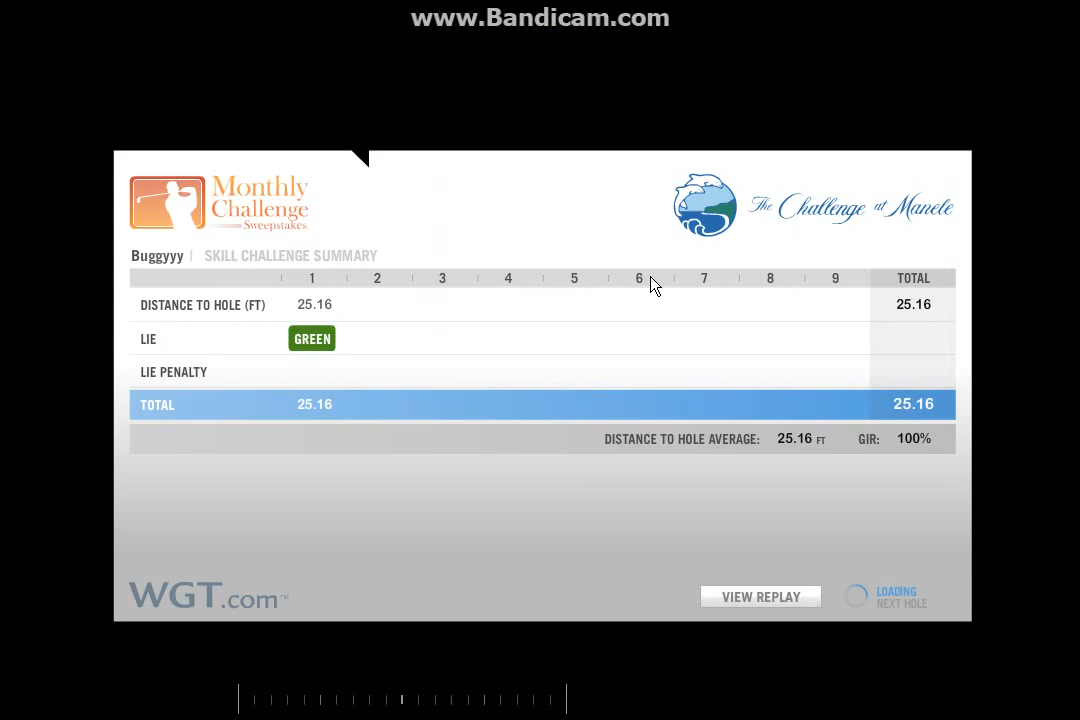 www.Bandicam.com
Monthly
Challenge
Sweepstakes
The Challenge at Manele
Buggyyy | SKILL CHALLENGE SUMMARY
1 2 3 4 5 6 7 8 9 TOTAL
DISTANCE TO HOLE (FT) 25.16 25.16
LIE GREEN
LIE PENALTY
TOTAL 25.16 25.16
DISTANCE TO HOLE AVERAGE: 25.16 FT GIR: 100%
WGT.com™
VIEW REPLAY
LOADING
NEXT HOLE